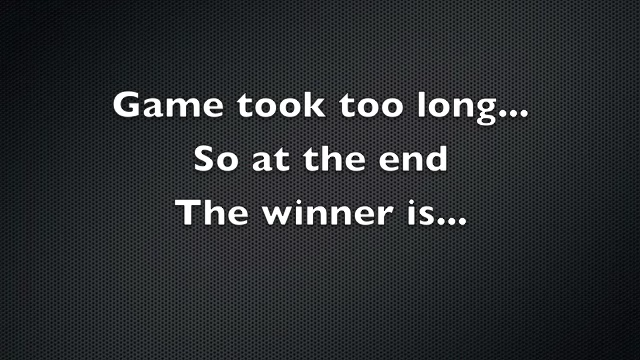 Game took too long...
So at the end
The winner is...